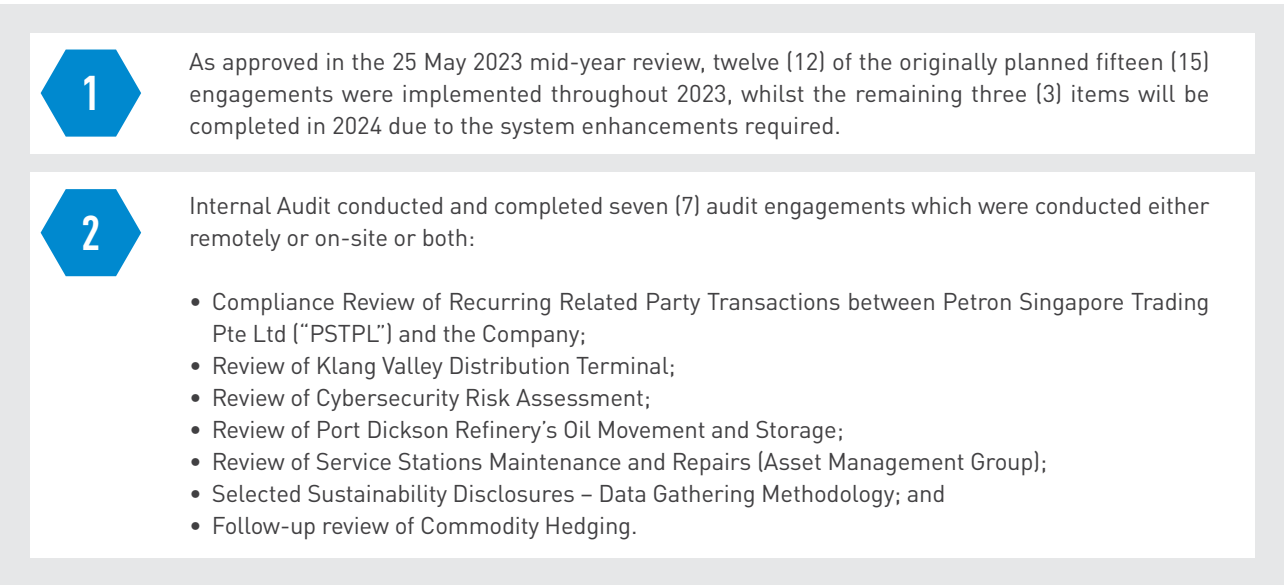 1
As approved in the 25 May 2023 mid-year review, twelve (12) of the originally planned fifteen (15)
engagements were implemented throughout 2023, whilst the remaining three (3) items will be
completed in 2024 due to the system enhancements required.
2
Internal Audit conducted and completed seven (7) audit engagements which were conducted either
remotely or on-site or both:
• Compliance Review of Recurring Related Party Transactions between Petron Singapore Trading
Pte Ltd (“PSTPL”) and the Company;
• Review of Klang Valley Distribution Terminal;
• Review of Cybersecurity Risk Assessment;
• Review of Port Dickson Refinery’s Oil Movement and Storage;
• Review of Service Stations Maintenance and Repairs (Asset Management Group);
• Selected Sustainability Disclosures – Data Gathering Methodology; and
• Follow-up review of Commodity Hedging.